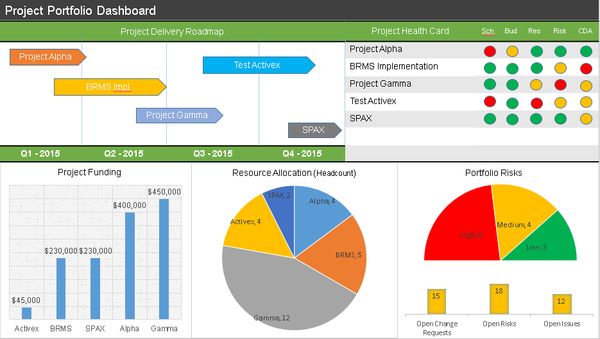 Project Portfolio Dashboard
Project Delivery Roadmap
Project Health Card
Sch Bud Res Risk CDA
Project Alpha
BRMS Impl.
Test Activex
Project Gamma
SPAX
Q1 - 2015 Q2 - 2015 Q3 - 2015 Q4 - 2015
Project Alpha
BRMS Implementation
Project Gamma
Test Activex
SPAX
Project Funding
$450,000
$400,000
$230,000 $230,000
$45,000
Activex BRMS SPAX Alpha Gamma
Resource Allocation (Headcount)
SPAX, 2
Alpha, 4
Activex, 4
BRMS, 5
Gamma, 12
Portfolio Risks
Medium, 4
Low, 3
15 18 12
Open Change Requests
Open Risks
Open Issues